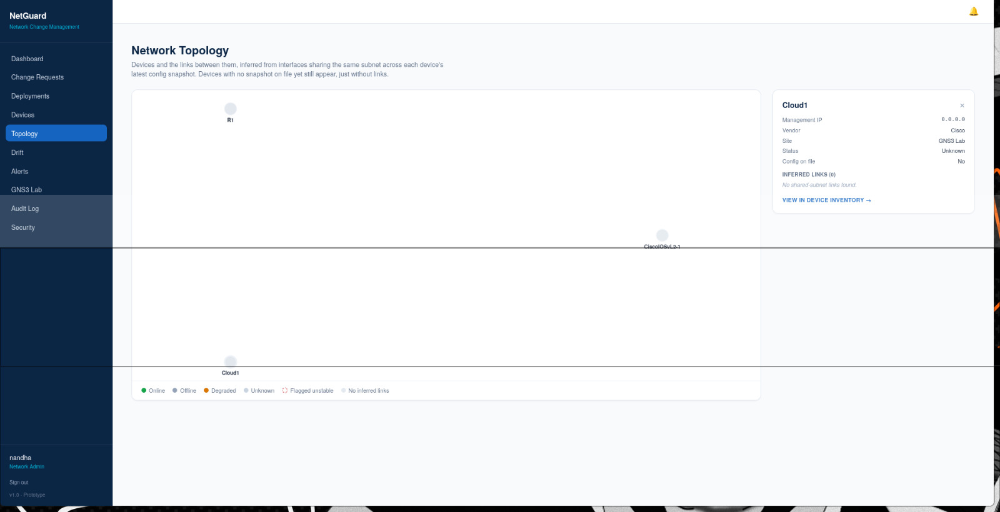 NetGuard
Network Change Management
Dashboard
Change Requests
Deployments
Devices
Topology
Drift
Alerts
GNS3 Lab
Audit Log
Security
nandha
Network Admin
Sign out
v1.0 - Prototype
Network Topology
Devices and the links between them, inferred from interfaces sharing the same subnet across each device's
latest config snapshot. Devices with no snapshot on file yet still appear, just without links.
R1
CiscoIOSvL2-1
Cloud1
Online
Offline
Degraded
Unknown
Flagged unstable
No inferred links
Cloud1 ×
Management IP 0.0.0.0
Vendor Cisco
Site GNS3 Lab
Status Unknown
Config on file No
INFERRED LINKS (0)
No shared-subnet links found.
VIEW IN DEVICE INVENTORY →